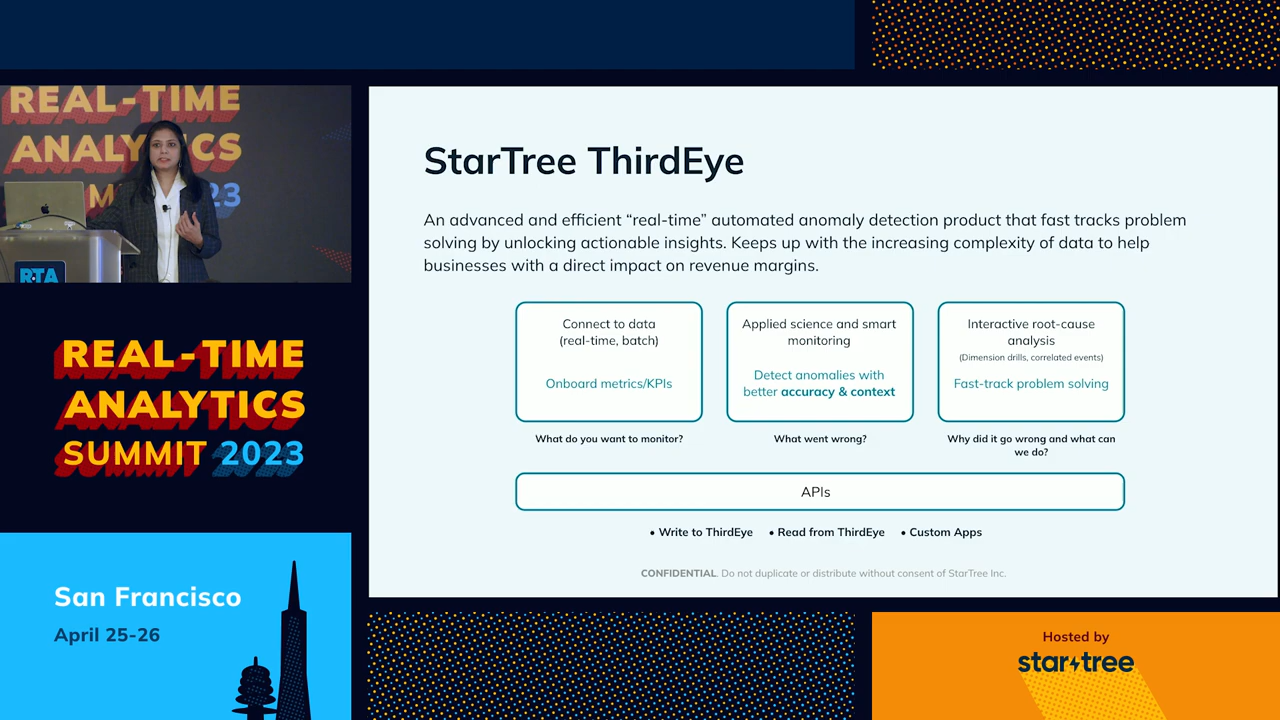 REAL-TIME
ANALYTICS
23
RTA
REAL-TIME
ANALYTICS
SUMMIT 2023
San Francisco
April 25-26
StarTree ThirdEye
An advanced and efficient “real-time” automated anomaly detection product that fast tracks problem
solving by unlocking actionable insights. Keeps up with the increasing complexity of data to help
businesses with a direct impact on revenue margins.
Connect to data
(real-time, batch)
Onboard metrics/KPIs
What do you want to monitor?
Applied science and smart
monitoring
Detect anomalies with
better accuracy & context
What went wrong?
Interactive root-cause
analysis
(Dimension drills, correlated events)
Fast-track problem solving
Why did it go wrong and what can
we do?
APIs
• Write to ThirdEye • Read from ThirdEye • Custom Apps
CONFIDENTIAL. Do not duplicate or distribute without consent of StarTree Inc.
Hosted by
startree